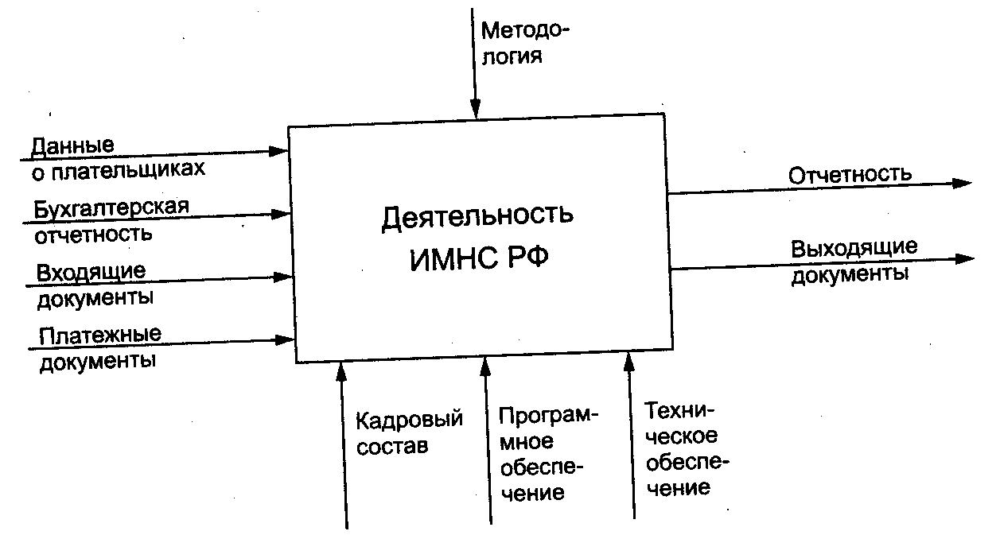 Методо-
логия
Данные
о плательщиках
Бухгалтерская
отчетность
Входящие
документы
Платежные
документы
Деятельность
ИМНС РФ
Отчетность
Выходящие
документы
Кадровый
состав
Програм-
мное
обеспе-
чение
Техни-
ческое
обеспе-
чение